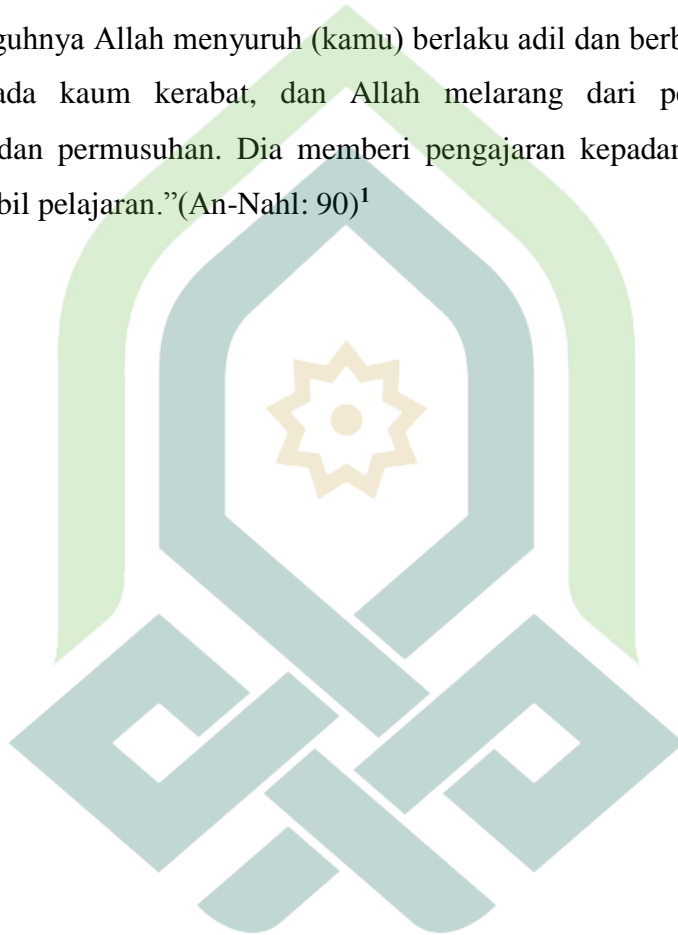 guhnya Allah menyuruh (kamu) berlaku adil dan berb
ada kaum kerabat, dan Allah melarang dari pe
dan permusuhan. Dia memberi pengajaran kepadam
bil pelajaran.”(An-Nahl: 90)¹